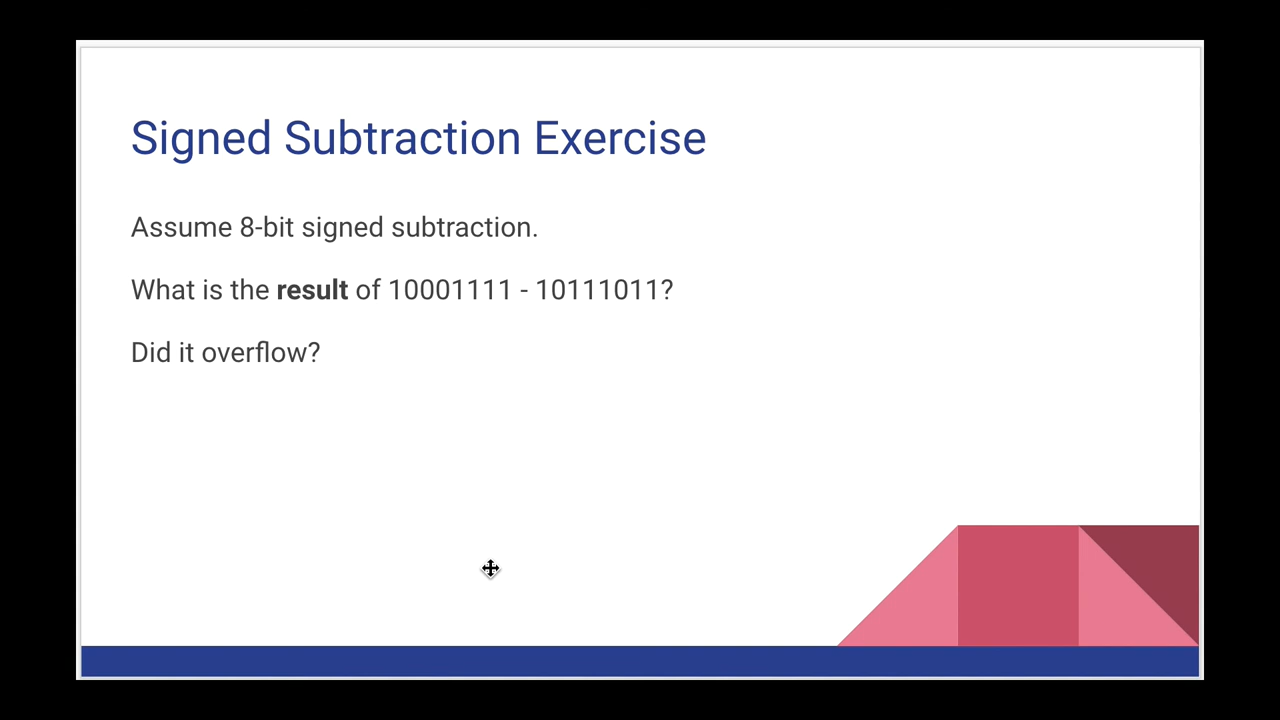 Signed Subtraction Exercise
Assume 8-bit signed subtraction.
What is the result of 10001111 - 10111011?
Did it overflow?